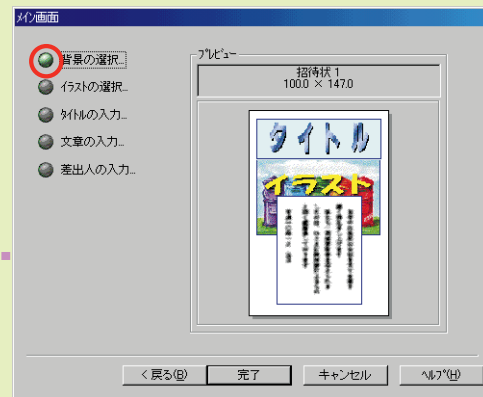 メイン画面
背景の選択...
イラストの選択...
タイトルの入力...
文章の入力...
差出人の入力...
プレビュー
招待状 1
100.0 × 147.0
タイトル
イラスト
< 戻る(B)
完了
キャンセル
ヘルプ(H)